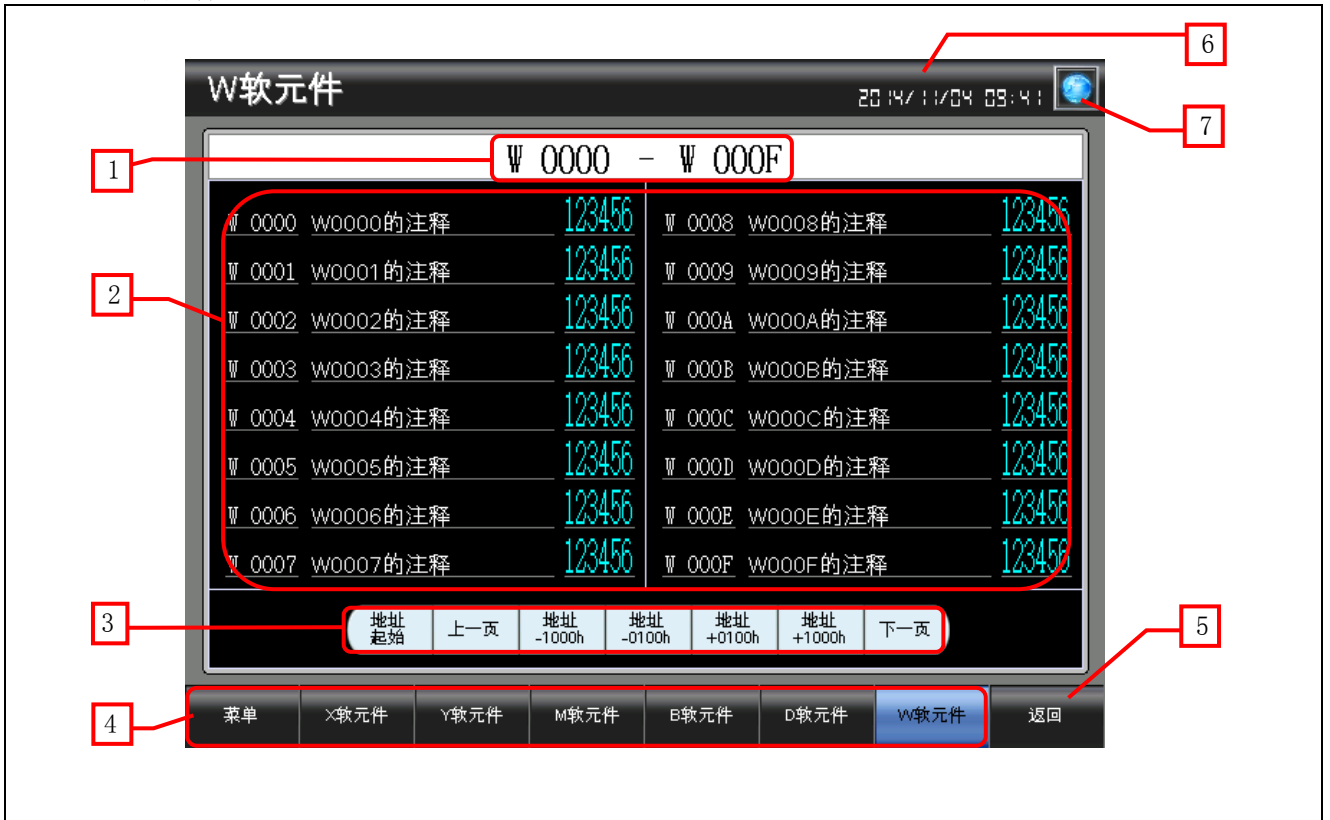 6
W软元件
2014/11/04 09:41
7
1
W 0000 - W 000F
2
W 0000 W0000的注释 123456 W 0008 W0008的注释 123456
W 0001 W0001的注释 123456 W 0009 W0009的注释 123456
W 0002 W0002的注释 123456 W 000A W000A的注释 123456
W 0003 W0003的注释 123456 W 000B W000B的注释 123456
W 0004 W0004的注释 123456 W 000C W000C的注释 123456
W 0005 W0005的注释 123456 W 000D W000D的注释 123456
W 0006 W0006的注释 123456 W 000E W000E的注释 123456
W 0007 W0007的注释 123456 W 000F W000F的注释 123456
3
地址 上一页 地址 地址 地址 地址 下一页
起始 -1000h -0100h +0100h +1000h
5
4
菜单 X软元件 Y软元件 M软元件 B软元件 D软元件 W软元件 返回